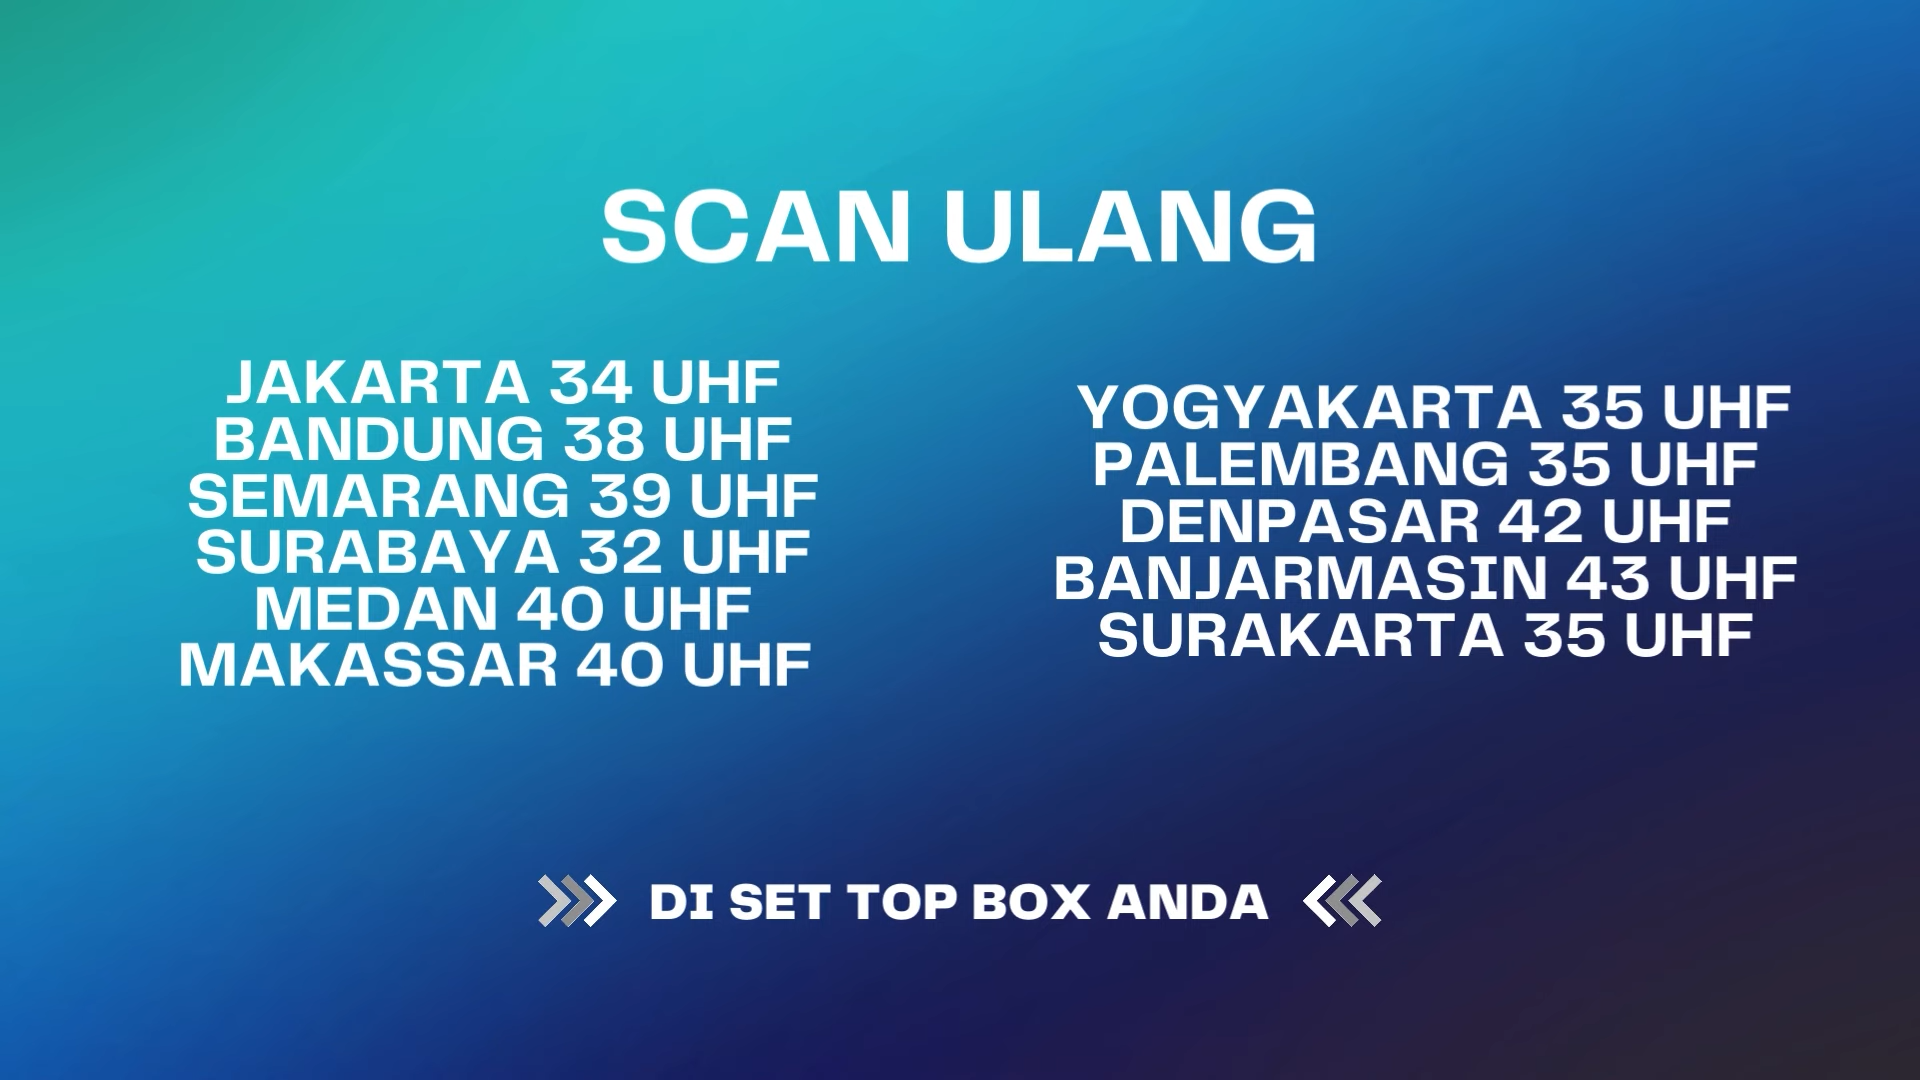 SCAN ULANG
JAKARTA 34 UHF
BANDUNG 38 UHF
SEMARANG 39 UHF
SURABAYA 32 UHF
MEDAN 40 UHF
MAKASSAR 40 UHF
YOGYAKARTA 35 UHF
PALEMBANG 35 UHF
DENPASAR 42 UHF
BANJARMASIN 43 UHF
SURAKARTA 35 UHF
DI SET TOP BOX ANDA